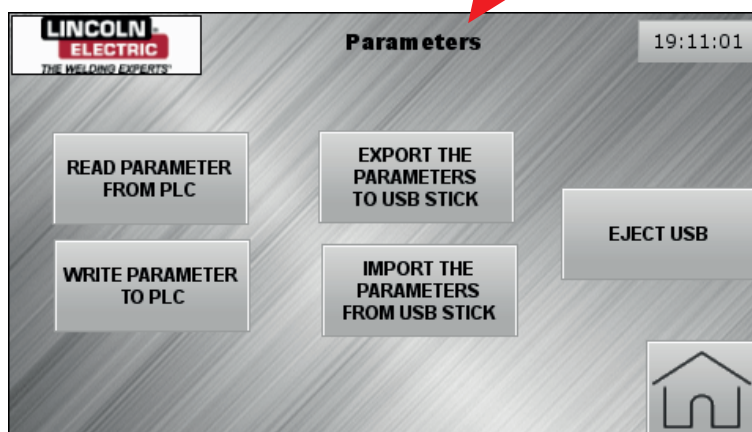 LINCOLN
ELECTRIC
THE WELDING EXPERTS®
Parameters
19:11:01
READ PARAMETER
FROM PLC
EXPORT THE
PARAMETERS
TO USB STICK
EJECT USB
WRITE PARAMETER
TO PLC
IMPORT THE
PARAMETERS
FROM USB STICK